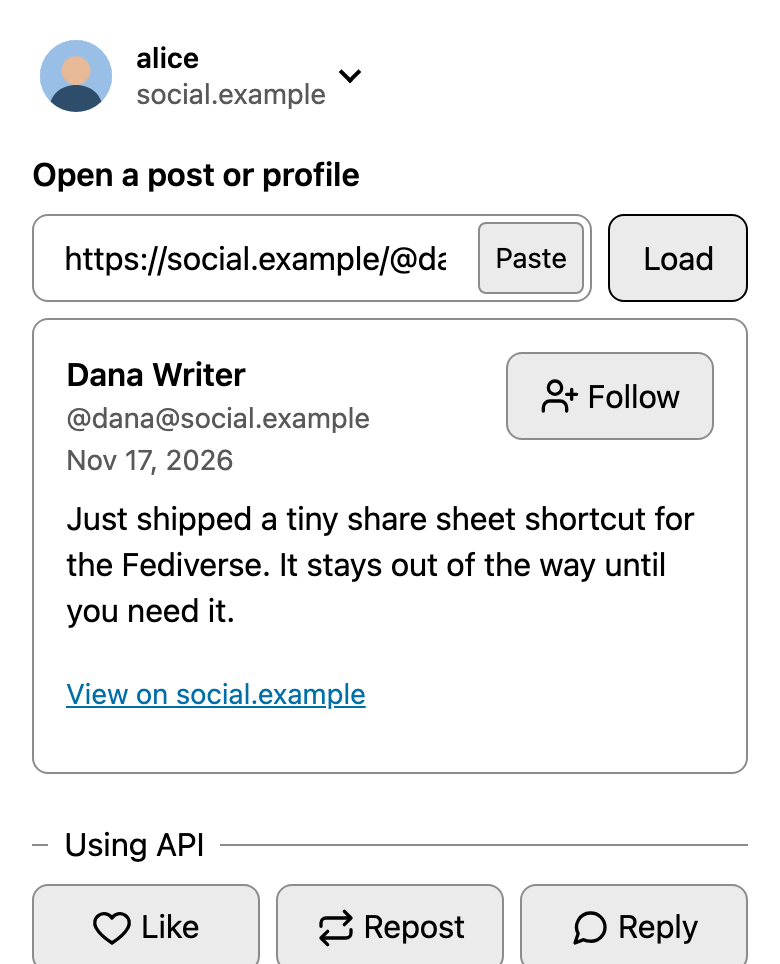 alice
social.example
Open a post or profile
https://social.example/@da
Paste
Load
Dana Writer
@dana@social.example
Nov 17, 2026
Follow
Just shipped a tiny share sheet shortcut for
the Fediverse. It stays out of the way until
you need it.
View on social.example
Using API
Like
Repost
Reply